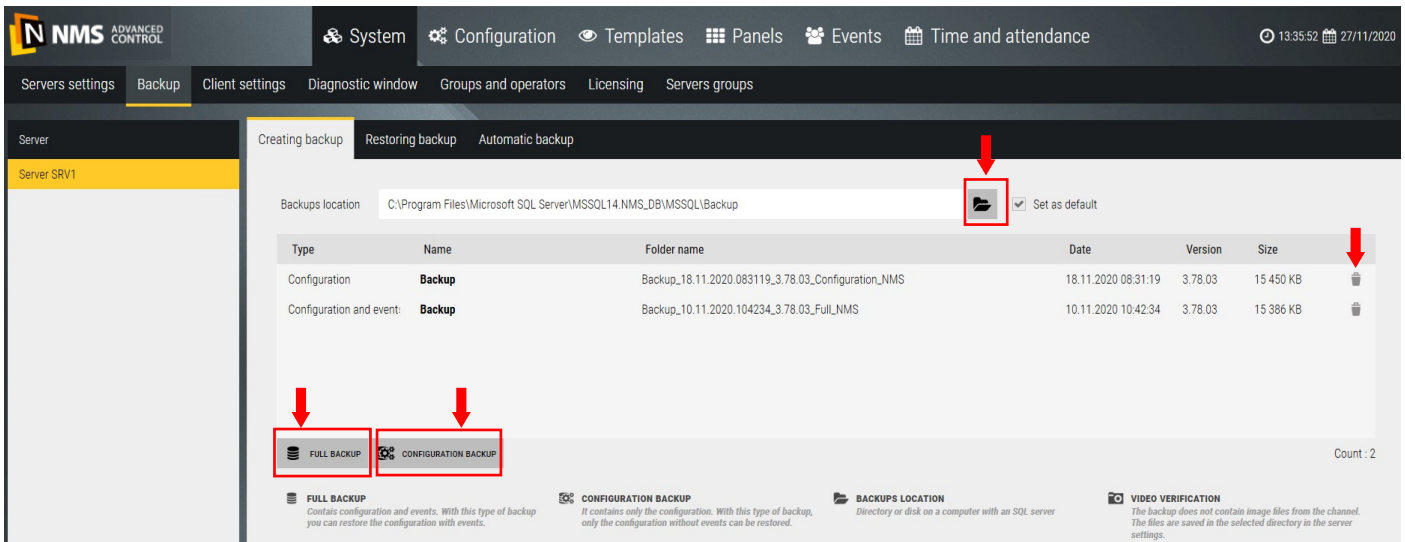 N NMS ADVANCED CONTROL
System Configuration Templates Panels Events Time and attendance
13:35:52 27/11/2020
Servers settings Backup Client settings Diagnostic window Groups and operators Licensing Servers groups
Server
Server SRV1
Creating backup Restoring backup Automatic backup
Backups location C:\Program Files\Microsoft SQL Server\MSSQL14.NMS_DB\MSSQL\Backup Set as default
Type Name Folder name Date Version Size
Configuration Backup Backup_18.11.2020.083119_3.78.03_Configuration_NMS 18.11.2020 08:31:19 3.78.03 15 450 KB
Configuration and event: Backup Backup_10.11.2020.104234_3.78.03_Full_NMS 10.11.2020 10:42:34 3.78.03 15 386 KB
FULL BACKUP CONFIGURATION BACKUP
Count : 2
FULL BACKUP
Contais configuration and events. With this type of backup
you can restore the configuration with events.
CONFIGURATION BACKUP
It contains only the configuration. With this type of backup,
only the configuration without events can be restored.
BACKUPS LOCATION
Directory or disk on a computer with an SQL server
VIDEO VERIFICATION
The backup does not contain image files from the channel.
The files are saved in the selected directory in the server
settings.